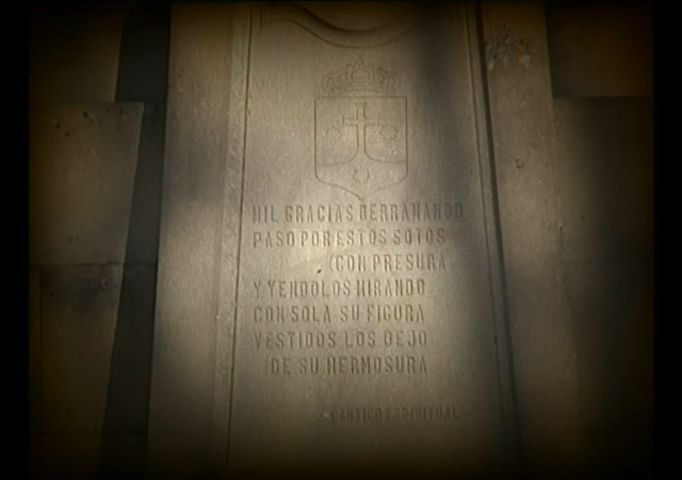 MIL GRACIAS DERRAMANDO
PASO POR ESTOS SOTOS
(CON PRESURA
Y YENDOLOS MIRANDO
CON SOLA SU FIGURA
VESTIDOS LOS DEJO
(DE SU HERMOSURA
CANTICO ESPIRITUAL